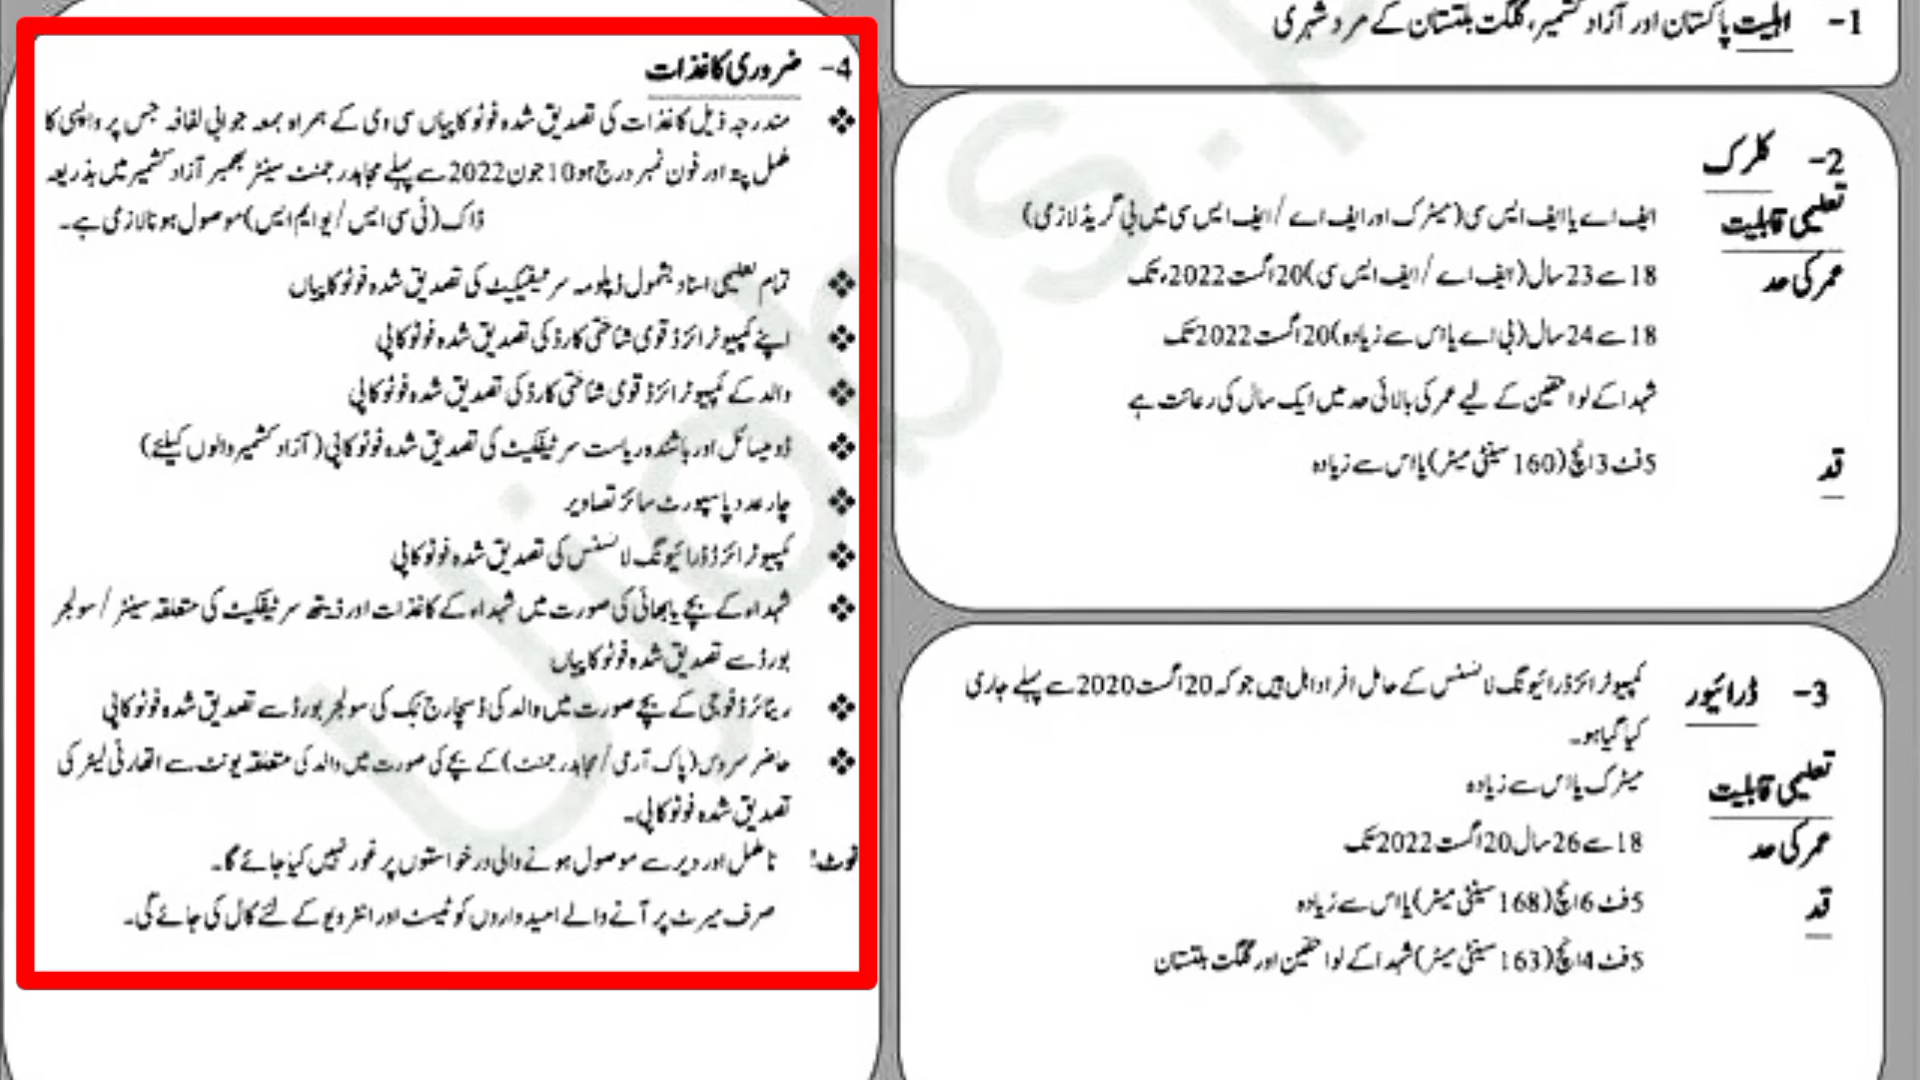 1- اہلیت پاکستان اور آزاد کشمیر، گلگت بلتستان کے مرد شہری
2- کلرک
تعلیمی قابلیت ایف اے یا ایف ایس سی (میٹرک اور ایف اے / ایف ایس سی میں بی گریڈ لازمی)
عمر کی حد 18 سے 23 سال (ایف اے / ایف ایس سی) 20 اگست 2022، تک
18 سے 24 سال (بی اے یا اس سے زیادہ) 20 اگست 2022 تک
شہدا کے لواحقین کے لیے عمر کی بالائی حد میں ایک سال کی رعائت ہے
قد 5 فٹ 3 انچ (160 سینٹی میٹر) یا اس سے زیادہ
3- ڈرائیور کمپیوٹرائزڈ ڈرائیونگ لائسنس کے حامل افراد اہل ہیں جو کہ 20 اگست 2020 سے پہلے جاری
کیا گیا ہو۔
تعلیمی قابلیت میٹرک یا اس سے زیادہ
عمر کی حد 18 سے 26 سال 20 اگست 2022 تک
قد 5 فٹ 6 انچ (168 سینٹی میٹر) یا اس سے زیادہ
5 فٹ 4 انچ (163 سینٹی میٹر) شہدا کے لواحقین اور گلگت بلتستان
4- ضروری کاغذات
❖ مندرجہ ذیل کاغذات کی تصدیق شدہ فوٹو کاپیاں سی وی کے ہمراہ بمعہ جوابی لفافہ جس پر واپسی کا
مکمل پتہ اور فون نمبر درج ہو 10 جون 2022 سے پہلے مجاہد رجمنٹ سینٹر بھمبر آزاد کشمیر میں بذریعہ
ڈاک (ٹی سی ایس / یو ایم ایس) موصول ہونا لازمی ہے۔
❖ تمام تعلیمی اسناد بشمول ڈپلومہ سرٹیفیکیٹ کی تصدیق شدہ فوٹو کاپیاں
❖ اپنے کمپیوٹرائزڈ قومی شناختی کارڈ کی تصدیق شدہ فوٹو کاپی
❖ والد کے کمپیوٹرائزڈ قومی شناختی کارڈ کی تصدیق شدہ فوٹو کاپی
❖ ڈومیسائل اور باشندہ ریاست سرٹیفکیٹ کی تصدیق شدہ فوٹو کاپی (آزاد کشمیر والوں کیلئے)
❖ چار عدد پاسپورٹ سائز تصاویر
❖ کمپیوٹرائزڈ ڈرائیونگ لائسنس کی تصدیق شدہ فوٹو کاپی
❖ شہداء کے بچے یا بھائی کی صورت میں شہداء کے کاغذات اور ڈیتھ سرٹیفکیٹ کی متعلقہ سینٹر / سولجر
بورڈ سے تصدیق شدہ فوٹو کاپیاں
❖ ریٹائرڈ فوجی کے بچے صورت میں والد کی ڈسچارج بک کی سولجر بورڈ سے تصدیق شدہ فوٹو کاپی
❖ حاضر سروس (پاک آرمی / مجاہد رجمنٹ) کے بچے کی صورت میں والد کی متعلقہ یونٹ سے اتھارٹی لیٹر کی
تصدیق شدہ فوٹو کاپی۔
نوٹ! نامکمل اور دیر سے موصول ہونے والی درخواستوں پر غور نہیں کیا جائے گا۔
صرف میرٹ پر آنے والے امیدواروں کو ٹیسٹ اور انٹرویو کے لئے کال کی جائے گی۔